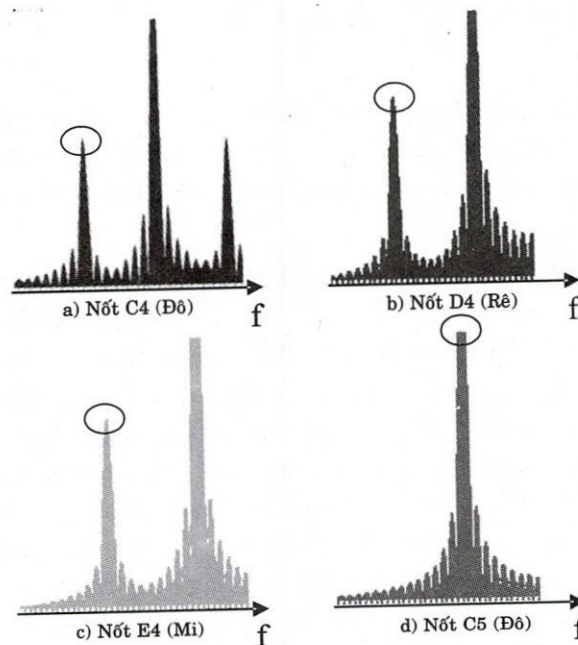 a) Nốt C4 (Đô)
f
b) Nốt D4 (Rê)
f
c) Nốt E4 (Mi)
f
d) Nốt C5 (Đô)
f